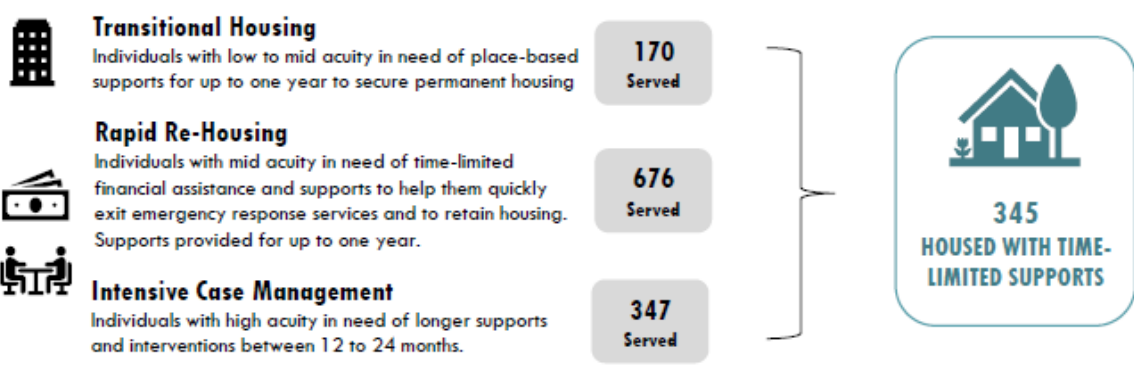 Transitional Housing
Individuals with low to mid acuity in need of place-based
supports for up to one year to secure permanent housing
170
Served
Rapid Re-Housing
Individuals with mid acuity in need of time-limited
financial assistance and supports to help them quickly
exit emergency response services and to retain housing.
Supports provided for up to one year.
676
Served
Intensive Case Management
Individuals with high acuity in need of longer supports
and interventions between 12 to 24 months.
347
Served
345
HOUSED WITH TIME-
LIMITED SUPPORTS